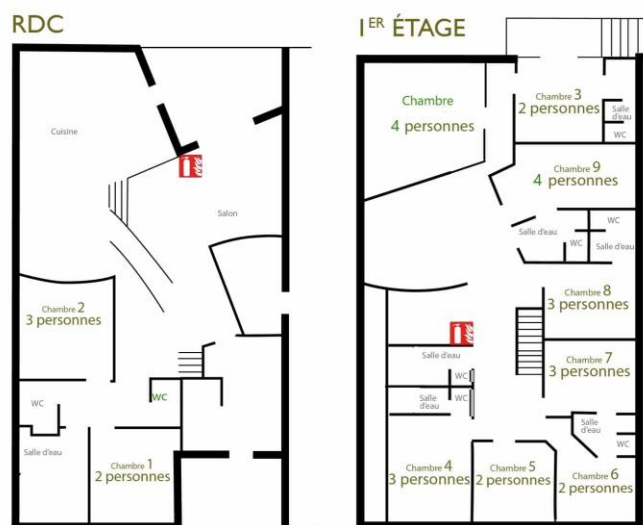 RDC
Cuisine
Salon
Chambre 2
3 personnes
WC
WC
Salle d'eau
Chambre 1
2 personnes
1ER ÉTAGE
Chambre
4 personnes
Chambre 3
2 personnes
Salle
d'eau
WC
Chambre 9
4 personnes
Salle d'eau
WC
WC
Salle d'eau
Chambre 8
3 personnes
Chambre 7
3 personnes
Salle d'eau
WC
Salle
d'eau
WC
Salle
d'eau
WC
Chambre 4
3 personnes
Chambre 5
2 personnes
Chambre 6
2 personnes